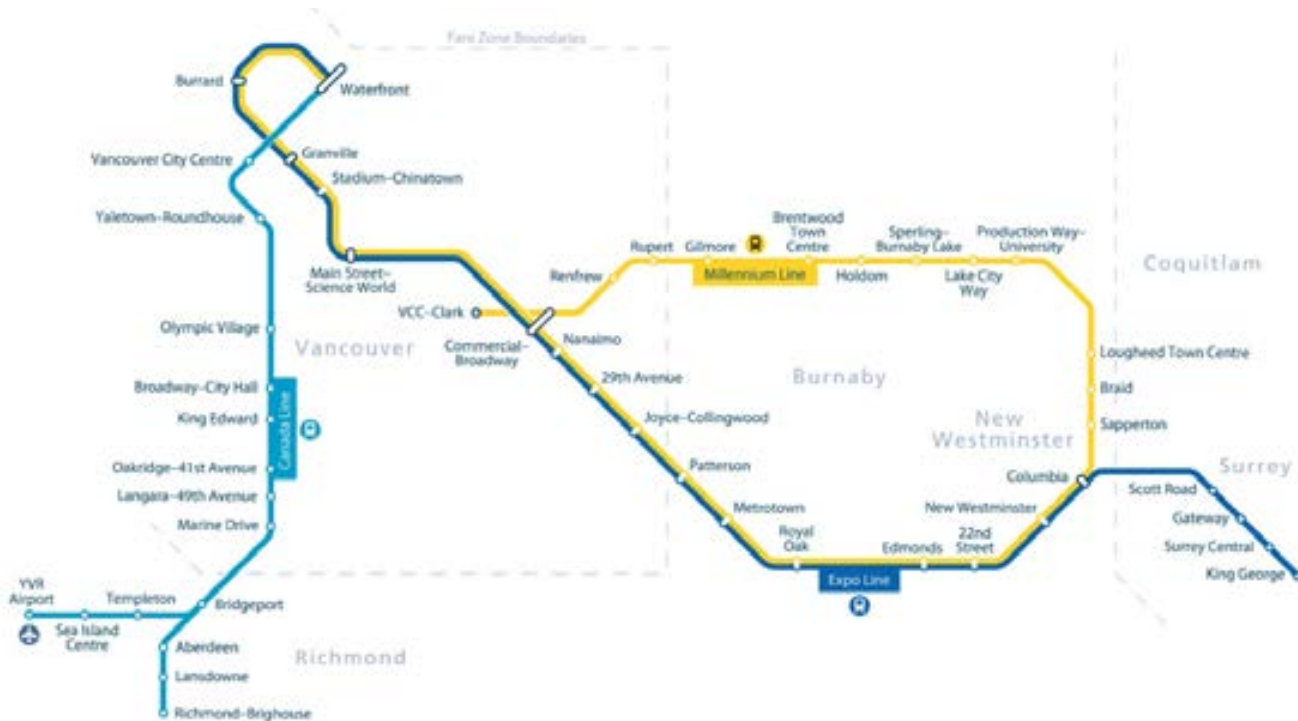 Fare Zone Boundaries
Burrard
Waterfront
Vancouver City Centre
Granville
Stadium–Chinatown
Yaletown–Roundhouse
Main Street–
Science World
VCC–Clark
Commercial–
Broadway
Renfrew
Rupert
Gilmore
Millennium Line
Brentwood
Town
Centre
Holdom
Sperling–
Burnaby Lake
Lake City
Way
Production Way–
University
Coquitlam
Olympic Village
Vancouver
Nanaimo
29th Avenue
Burnaby
Lougheed Town Centre
Broadway–City Hall
Braid
King Edward
Canada Line
Joyce–Collingwood
New
Westminster
Sapperton
Oakridge–41st Avenue
Patterson
Columbia
Surrey
Langara–49th Avenue
Scott Road
Marine Drive
Metrotown
New Westminster
Gateway
Royal
Oak
Edmonds
22nd
Street
Surrey Central
Expo Line
King George
YVR
Airport
Templeton
Bridgeport
Sea Island
Centre
Aberdeen
Richmond
Lansdowne
Richmond–Brighouse